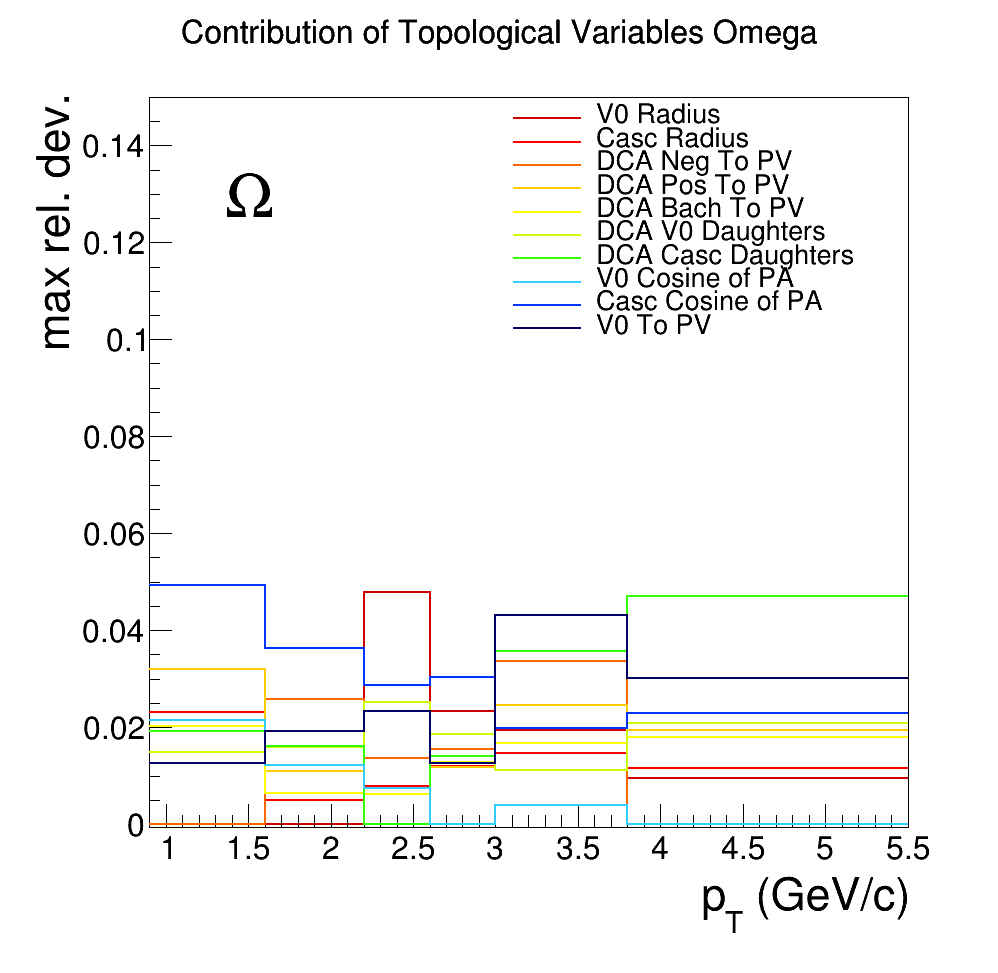 Contribution of Topological Variables Omega
max rel. dev.
Ω
V0 Radius
Casc Radius
DCA Neg To PV
DCA Pos To PV
DCA Bach To PV
DCA V0 Daughters
DCA Casc Daughters
V0 Cosine of PA
Casc Cosine of PA
V0 To PV
0.14
0.12
0.1
0.08
0.06
0.04
0.02
0
1 1.5 2 2.5 3 3.5 4 4.5 5 5.5
p_T (GeV/c)